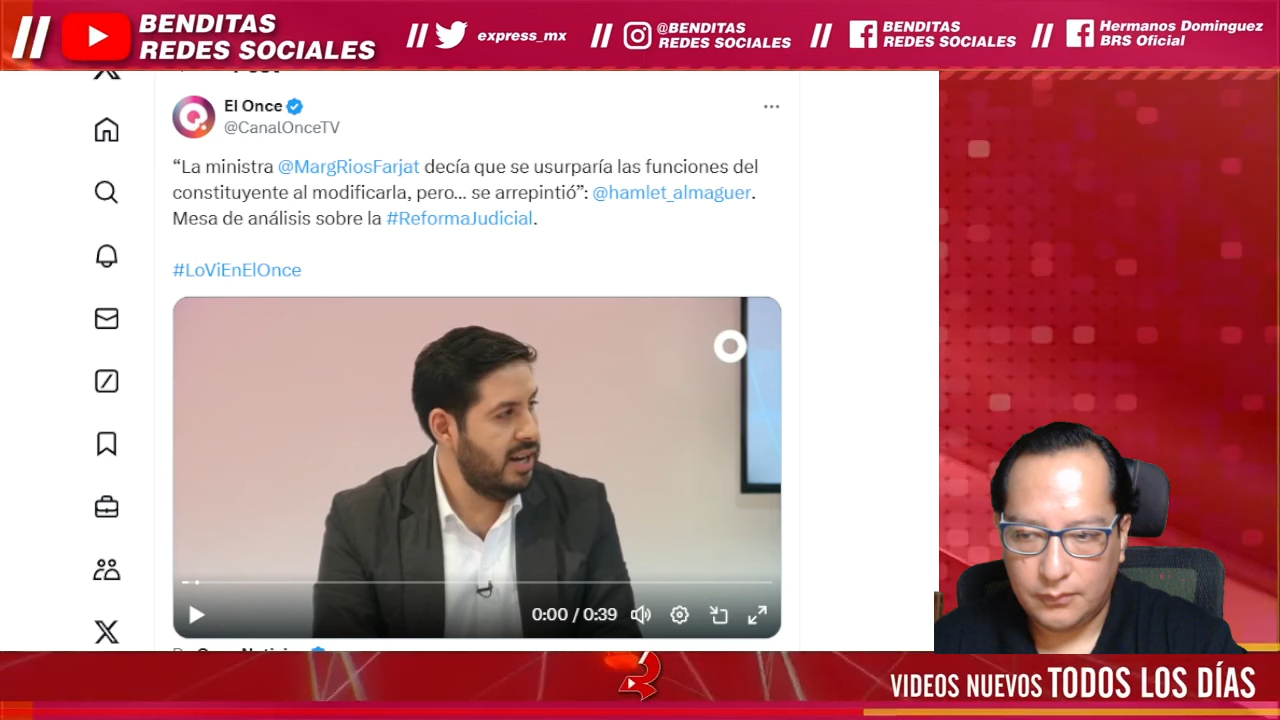 BENDITAS
REDES SOCIALES
express_mx
@BENDITAS
REDES SOCIALES
BENDITAS
REDES SOCIALES
Hermanos Dominguez
BRS Oficial
El Once
@CanalOnceTV
“La ministra @MargRiosFarjat decía que se usurparía las funciones del
constituyente al modificarla, pero... se arrepintió”: @hamlet_almaguer.
Mesa de análisis sobre la #ReformaJudicial.
#LoViEnElOnce
0:00 / 0:39
VIDEOS NUEVOS TODOS LOS DÍAS